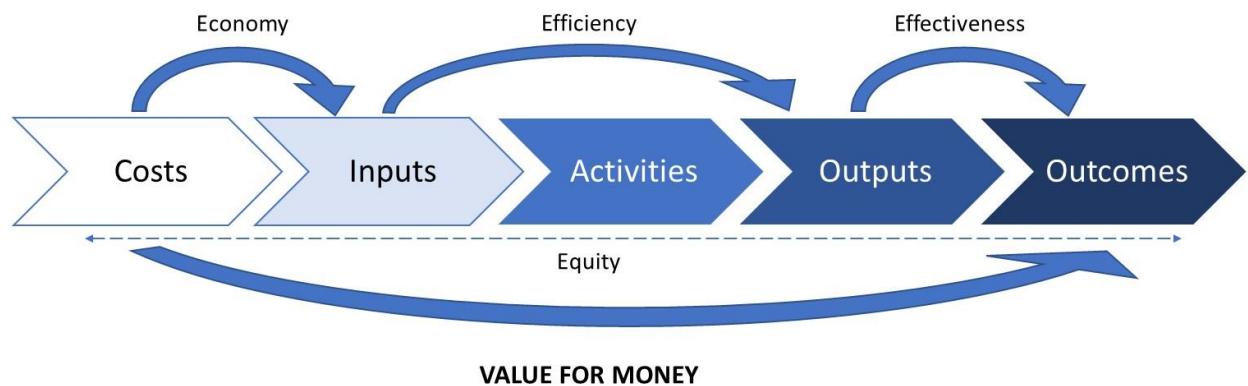 Economy
Efficiency
Effectiveness
Costs
Inputs
Activities
Outputs
Outcomes
Equity
VALUE FOR MONEY